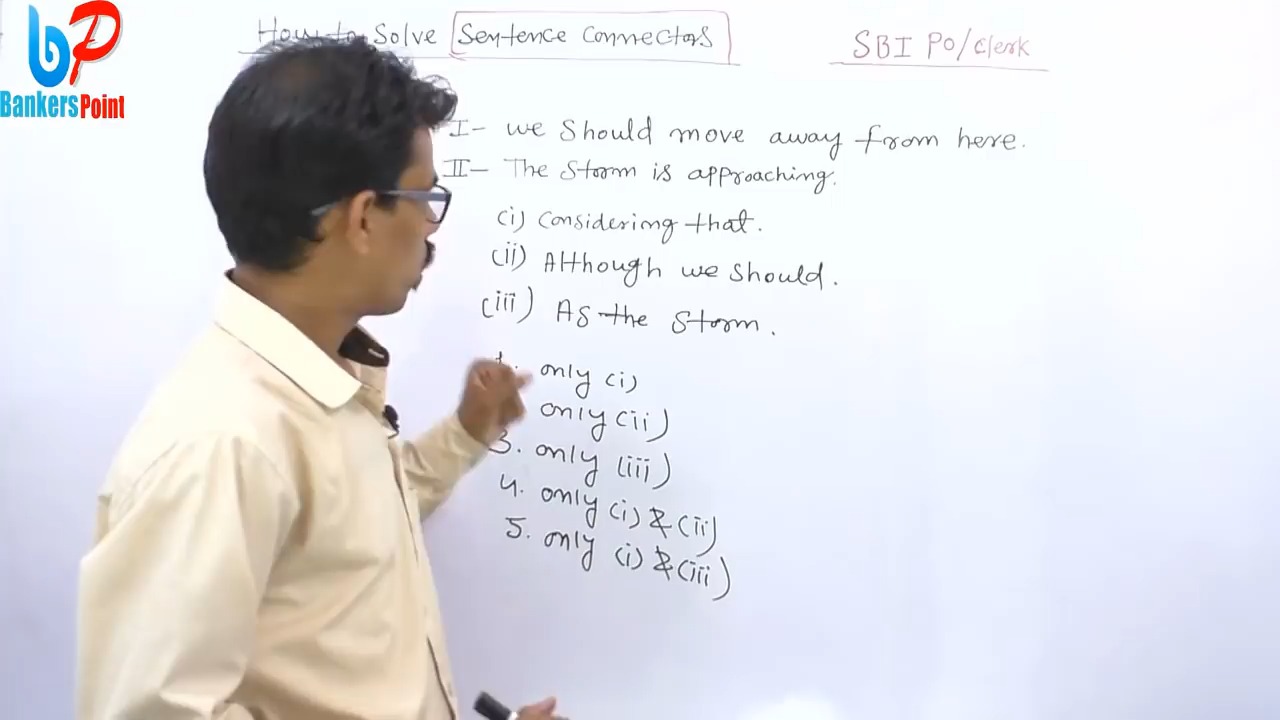 How to Solve Sentence Connectors
SBI PO/Clerk
BankersPoint
I- we Should move away from here.
II- The Storm is approaching.
(i) Considering that.
(ii) Although we should.
(iii) As the Storm.
1. only (i)
only (ii)
3. only (iii)
4. only (i) & (ii)
5. only (i) & (iii)